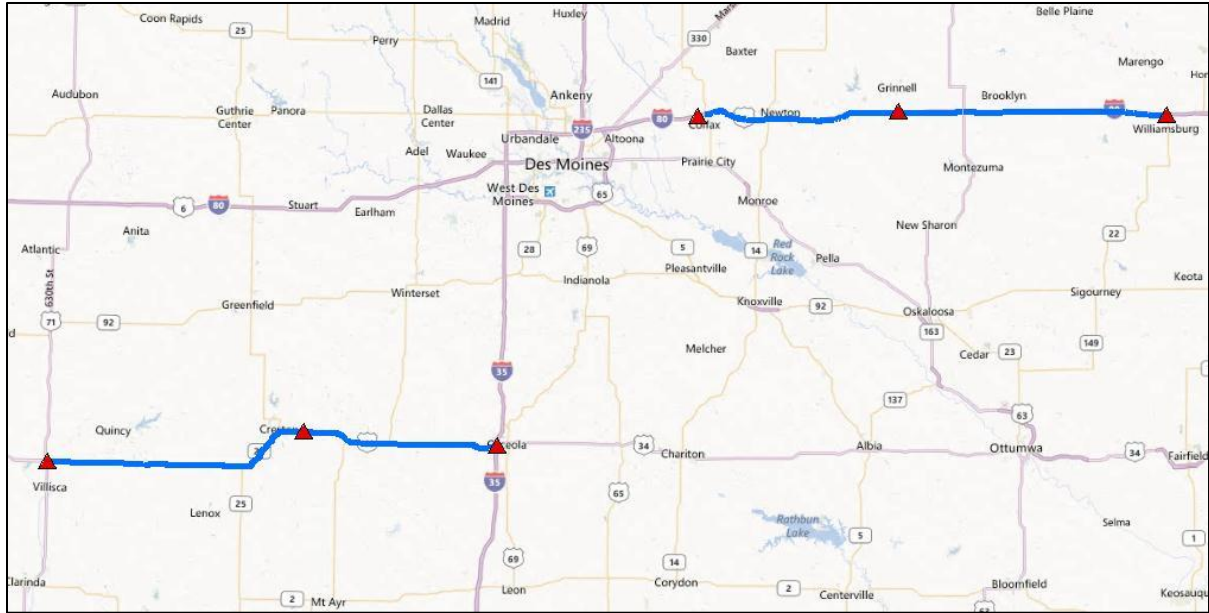 Coon Rapids
25
Perry
Madrid
Huxley
141
330
Baxter
Belle Plaine
Marengo
Audubon
Guthrie
Center
Panora
Dallas
Center
Ankeny
235
80
Colfax
Newton
Grinnell
Brooklyn
Williamsburg
Adel
Waukee
Urbandale
Altoona
Des Moines
Prairie City
Montezuma
West Des
Moines
65
6
80
Stuart
Earlham
Monroe
New Sharon
22
Anita
Atlantic
28
69
5
Pleasantville
14
Red
Rock
Lake
Pella
630th St
Indianola
Keota
Sigourney
Greenfield
Winterset
Knoxville
92
Oskaloosa
71
92
163
Melcher
Cedar
23
149
35
137
63
Quincy
Creston
Osceola
34
Chariton
Albia
Ottumwa
34
Fairfield
Villisca
35
65
25
Lenox
Rathbun
Lake
Selma
5
1
69
14
Clarinda
2
Mt Ayr
Leon
Corydon
2
Centerville
Bloomfield
63